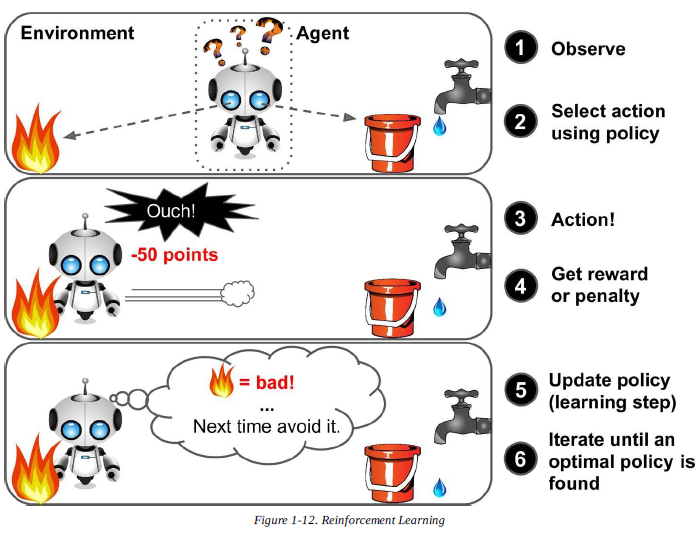 Environment
Agent
? ? ?
1 Observe
2 Select action
using policy
Ouch!
-50 points
3 Action!
4 Get reward
or penalty
= bad!
...
Next time avoid it.
5 Update policy
(learning step)
6 Iterate until an
optimal policy is
found
Figure 1-12. Reinforcement Learning